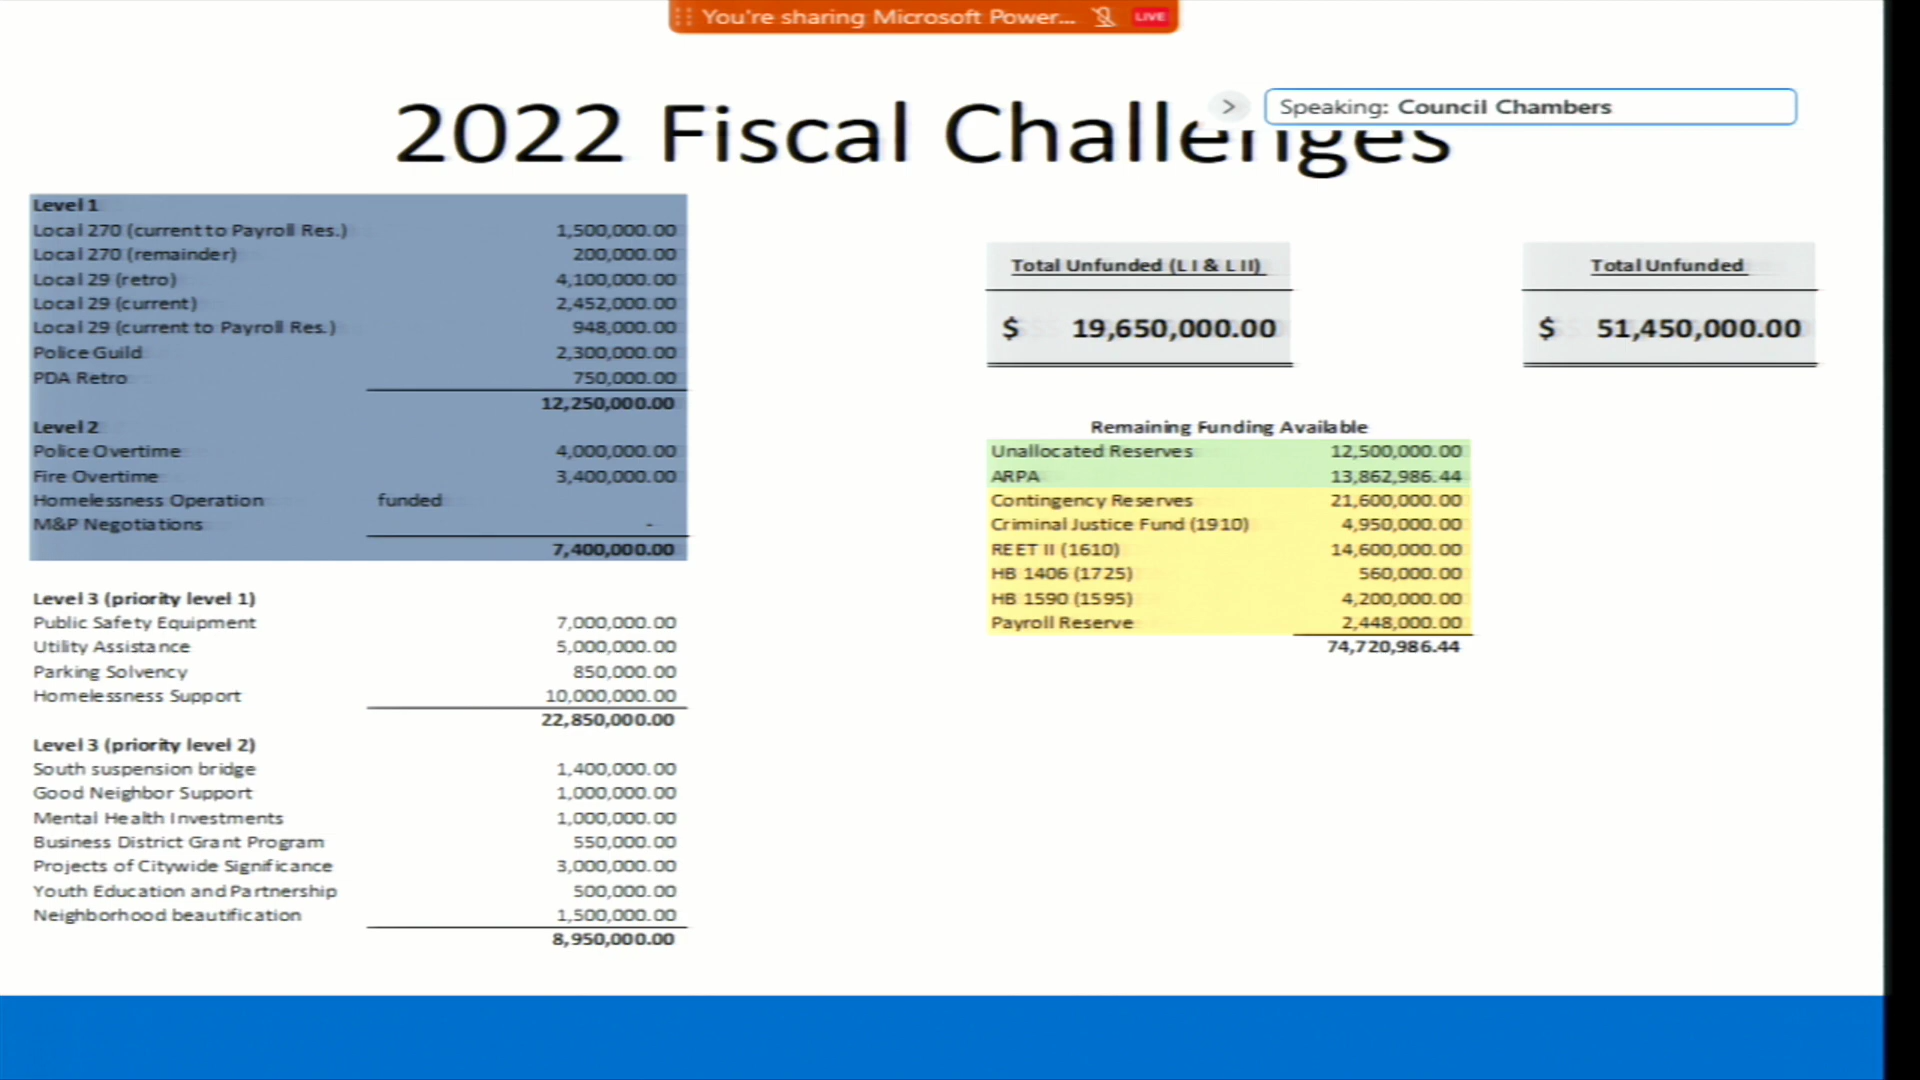 You're sharing Microsoft Power... LIVE
Speaking: Council Chambers
2022 Fiscal Challenges
Level 1
Local 270 (current to Payroll Res.) 1,500,000.00
Local 270 (remainder) 200,000.00
Local 29 (retro) 4,100,000.00
Local 29 (current) 2,452,000.00
Local 29 (current to Payroll Res.) 948,000.00
Police Guild 2,300,000.00
PDA Retro 750,000.00
12,250,000.00
Level 2
Police Overtime 4,000,000.00
Fire Overtime 3,400,000.00
Homelessness Operation funded
M&P Negotiations -
7,400,000.00
Level 3 (priority level 1)
Public Safety Equipment 7,000,000.00
Utility Assistance 5,000,000.00
Parking Solvency 850,000.00
Homelessness Support 10,000,000.00
22,850,000.00
Level 3 (priority level 2)
South suspension bridge 1,400,000.00
Good Neighbor Support 1,000,000.00
Mental Health Investments 1,000,000.00
Business District Grant Program 550,000.00
Projects of Citywide Significance 3,000,000.00
Youth Education and Partnership 500,000.00
Neighborhood beautification 1,500,000.00
8,950,000.00
Total Unfunded (L I & L II)
$ 19,650,000.00
Total Unfunded
$ 51,450,000.00
Remaining Funding Available
Unallocated Reserves 12,500,000.00
ARPA 13,862,986.44
Contingency Reserves 21,600,000.00
Criminal Justice Fund (1910) 4,950,000.00
REET II (1610) 14,600,000.00
HB 1406 (1725) 560,000.00
HB 1590 (1595) 4,200,000.00
Payroll Reserve 2,448,000.00
74,720,986.44